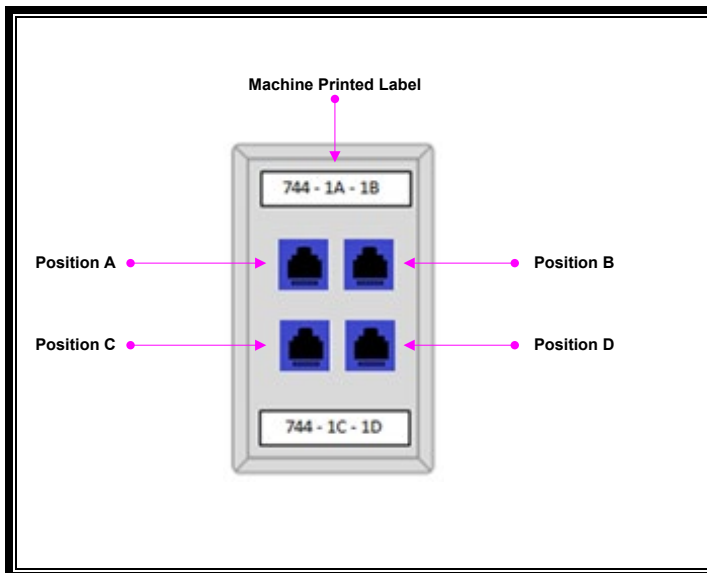 Machine Printed Label
744 - 1A - 1B
Position A
Position B
Position C
Position D
744 - 1C - 1D